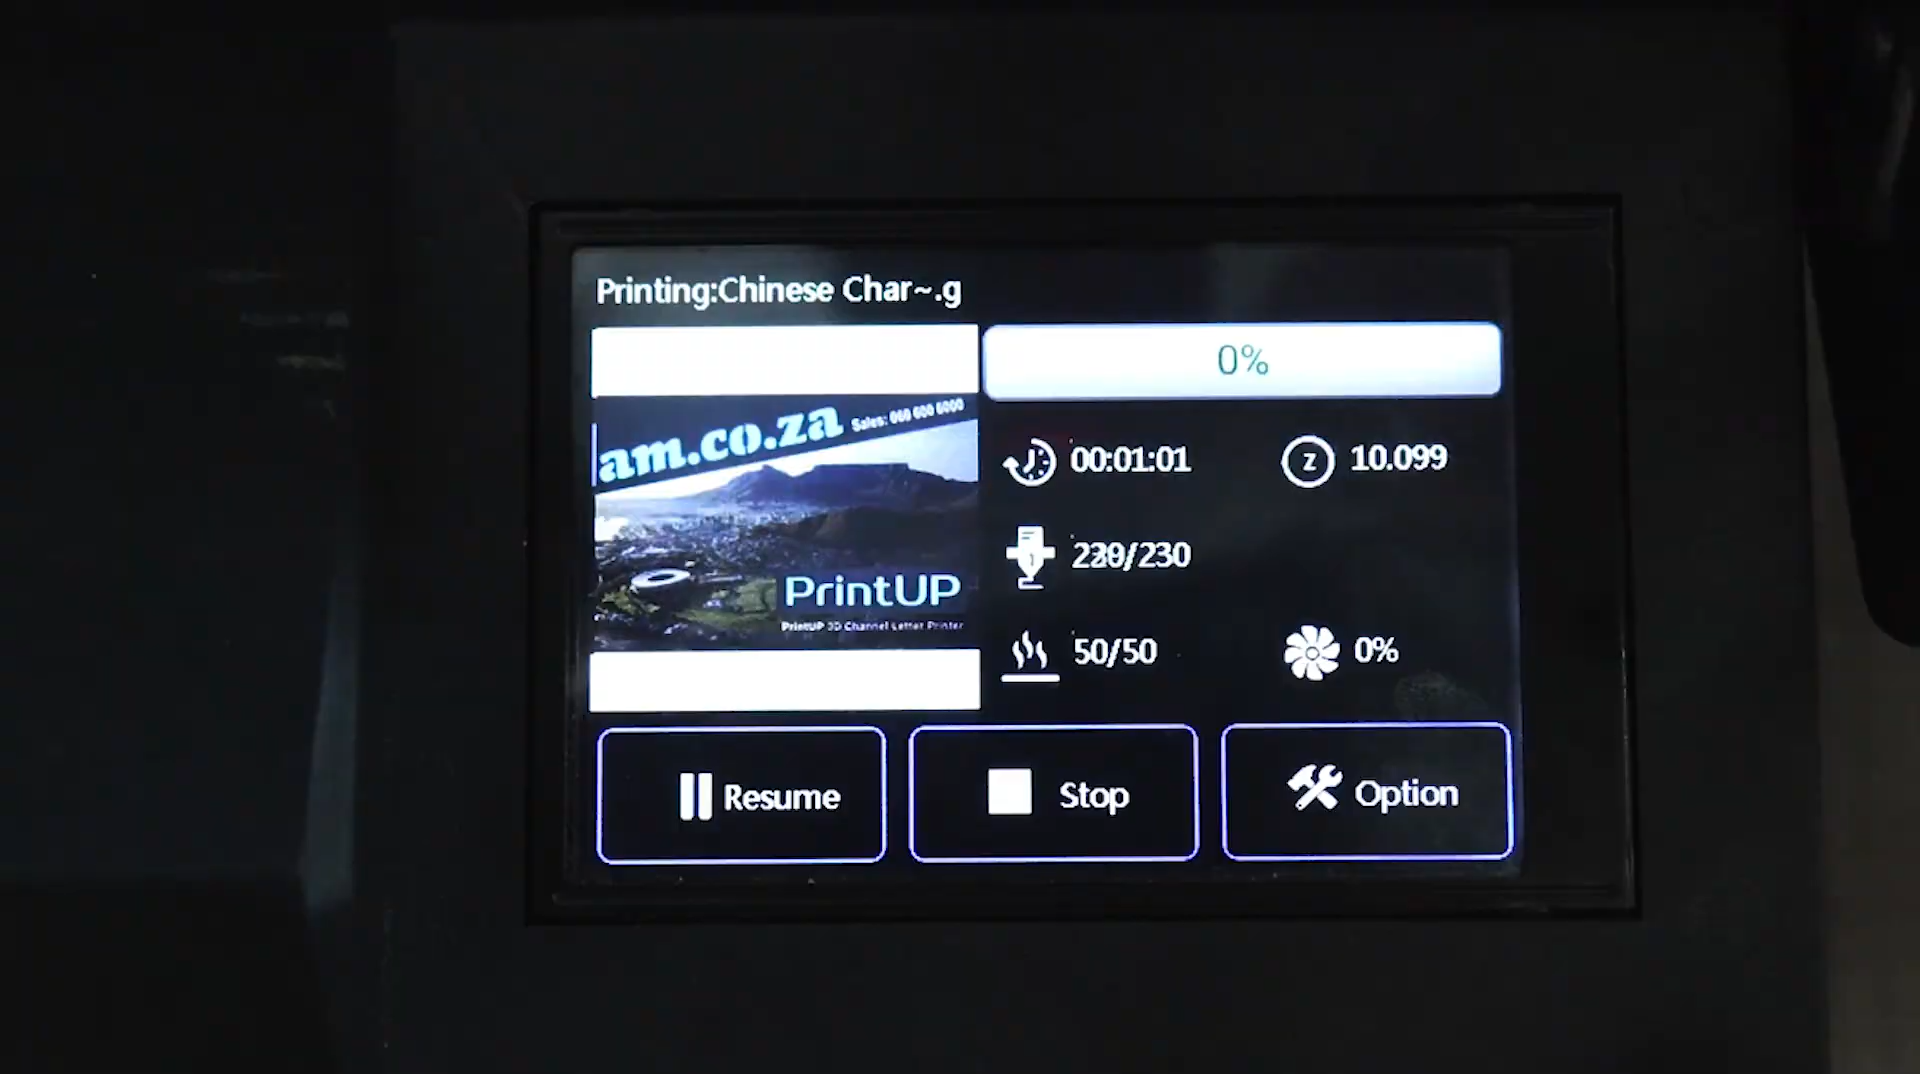 Printing:Chinese Char~.g
0%
am.co.za
Sales: 060 600 6000
PrintUP
PrintUP 3D Channel Letter Printer
00:01:01
Z
10.099
/230
50/50
0%
Resume
Stop
Option